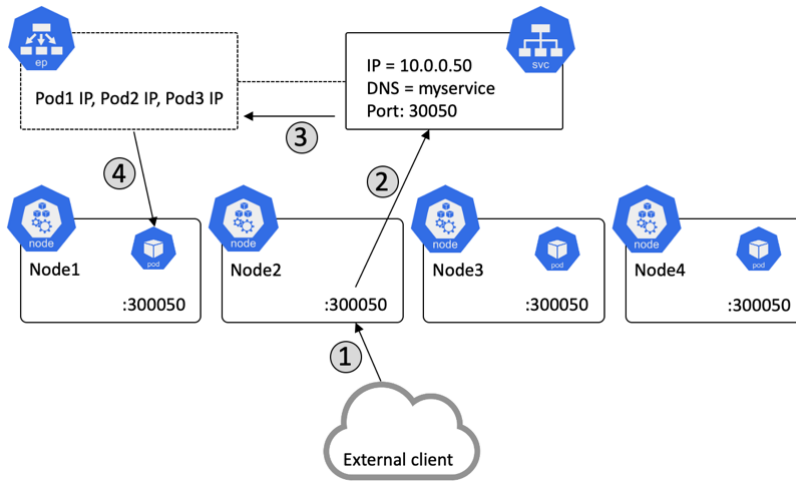 ep
Pod1 IP, Pod2 IP, Pod3 IP
svc
IP = 10.0.0.50
DNS = myservice
Port: 30050
3
4
2
node
pod
Node1
:300050
node
Node2
:300050
node
pod
Node3
:300050
node
pod
Node4
:300050
1
External client